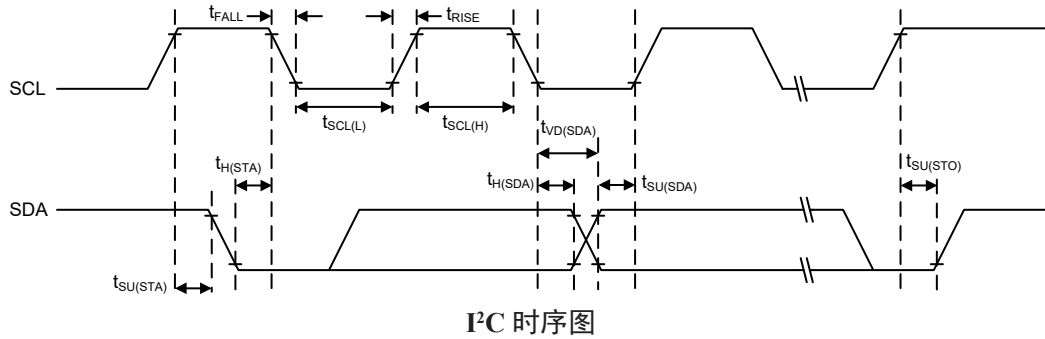 tFALL
tRISE
SCL
tSCL(L)
tSCL(H)
tVD(SDA)
tH(STA)
tH(SDA)
tSU(SDA)
tSU(STO)
SDA
tSU(STA)
I²C 时序图